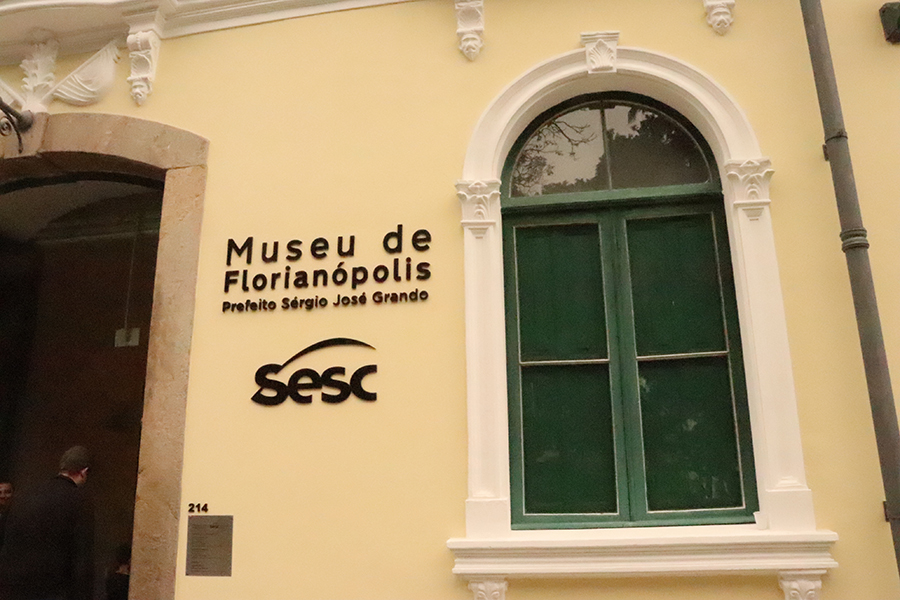 Museu de
Florianópolis
Prefeito Sérgio José Grando
Sesc
214